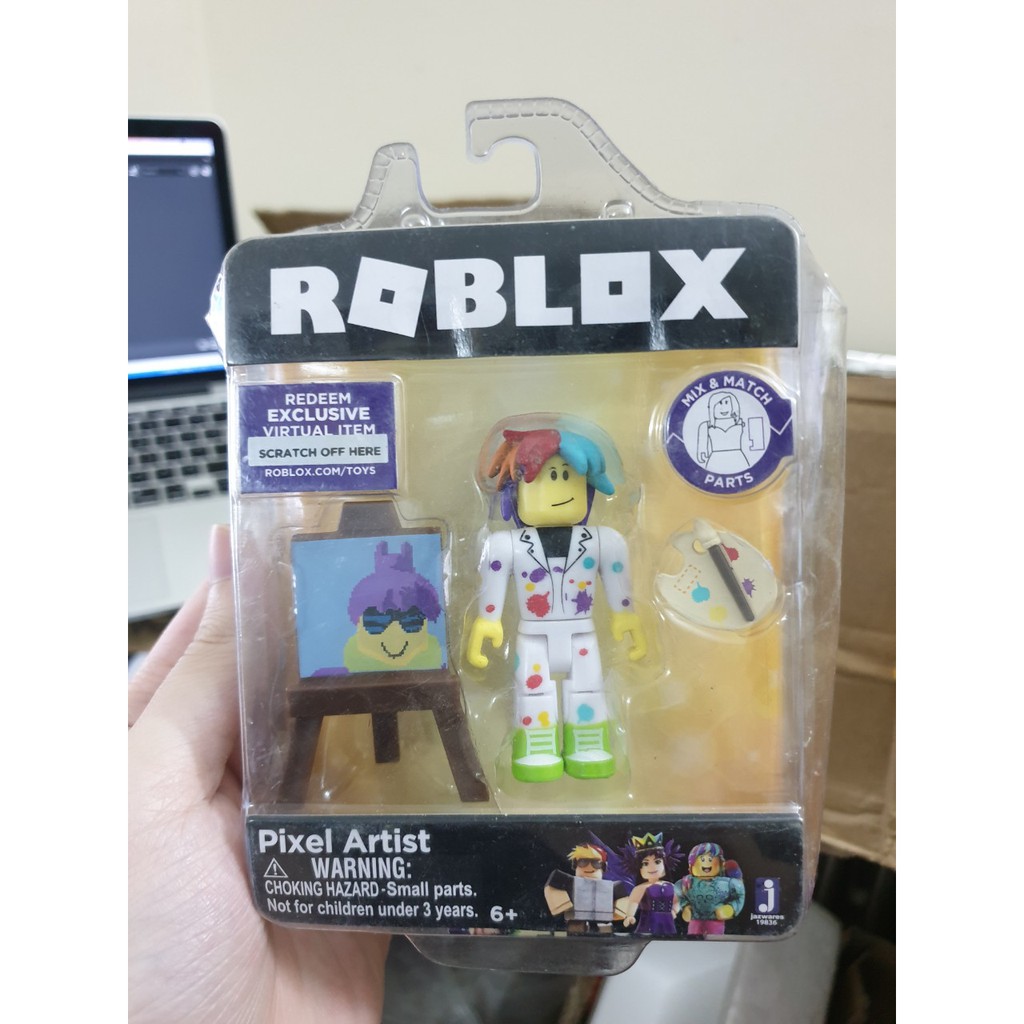 ROBLOX
REDEEM
EXCLUSIVE
VIRTUAL ITEM
SCRATCH OFF HERE
ROBLOX.COM/TOYS
MIX & MATCH
PARTS
Pixel Artist
WARNING:
CHOKING HAZARD-Small parts.
Not for children under 3 years. 6+
jazwares
19836